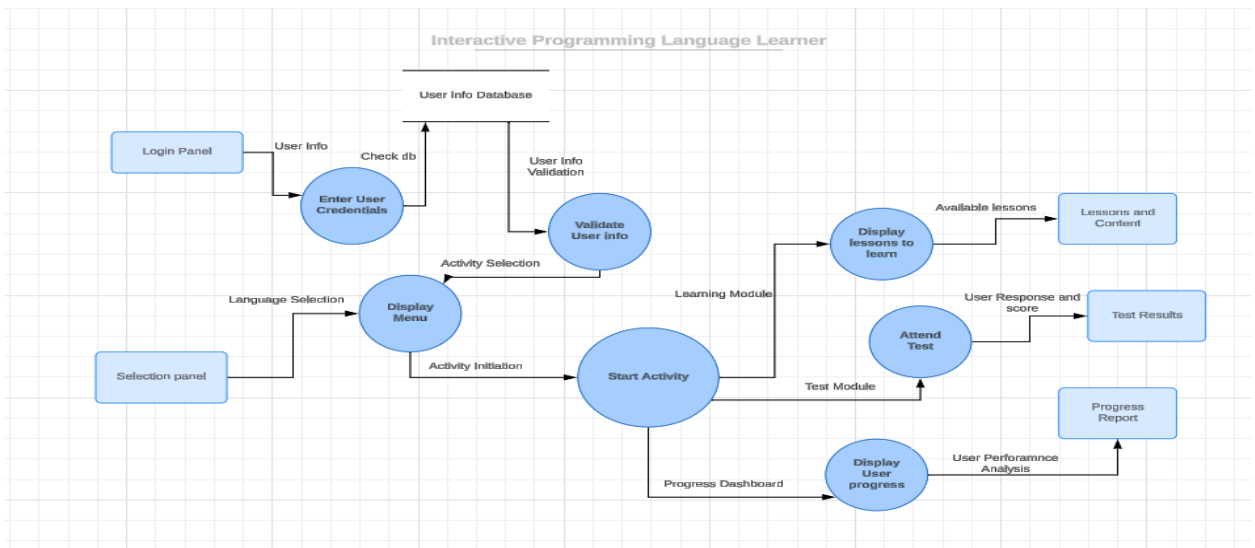 Interactive Programming Language Learner
User Info Database
Login Panel
User Info
Check db
User Info
Validation
Enter User
Credentials
Validate
User info
Available lessons
Lessons and
Content
Display
lessons to
learn
Activity Selection
Language Selection
Display
Menu
Learning Module
User Response and
score
Test Results
Attend
Test
Selection panel
Activity Initiation
Start Activity
Test Module
Progress
Report
Display
User
progress
User Perforamnce
Analysis
Progress Dashboard